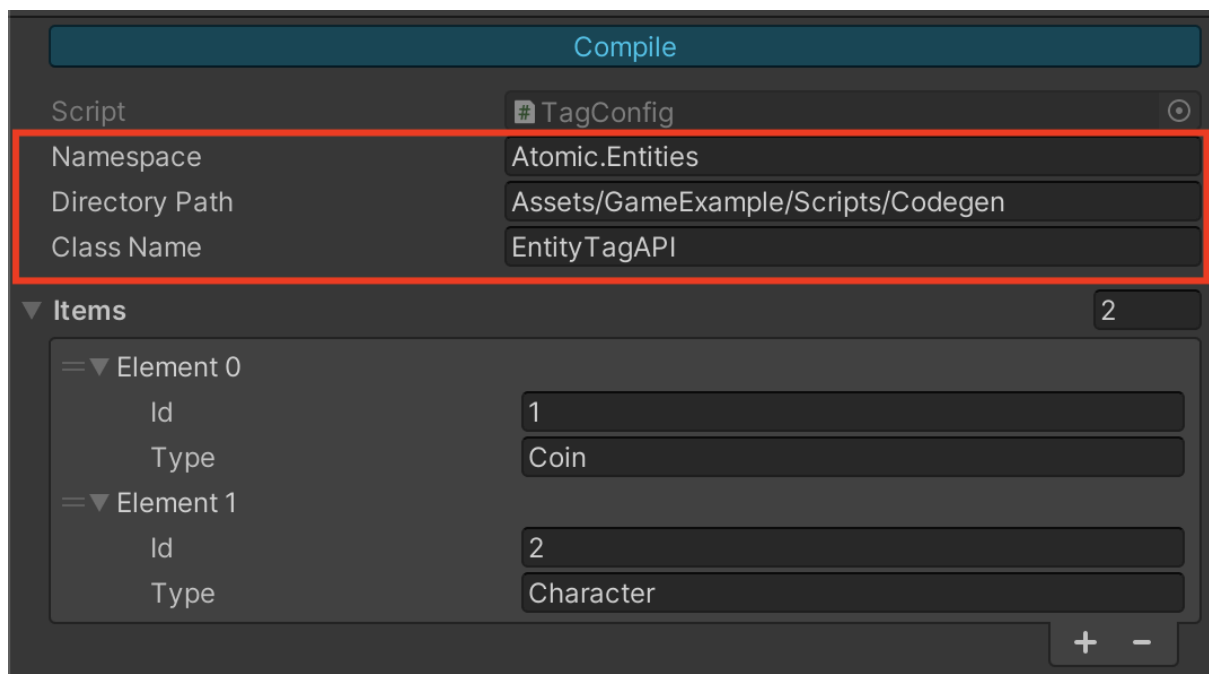 Compile
Script # TagConfig
Namespace Atomic.Entities
Directory Path Assets/GameExample/Scripts/Codegen
Class Name EntityTagAPI
Items 2
Element 0
Id 1
Type Coin
Element 1
Id 2
Type Character
+ -